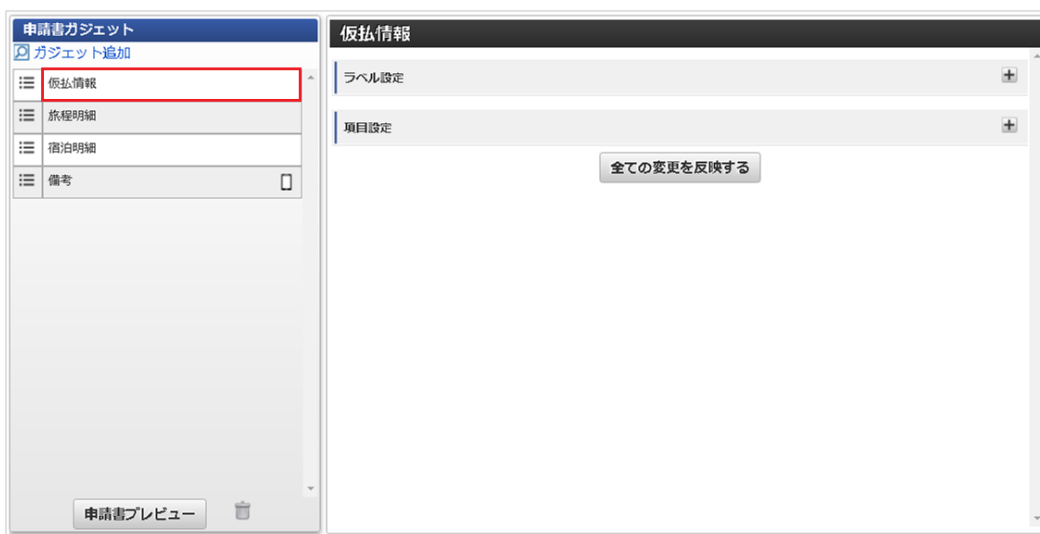 申請書ガジェット
ガジェット追加
仮払情報
旅程明細
宿泊明細
備考
申請書プレビュー
仮払情報
ラベル設定
項目設定
全ての変更を反映する